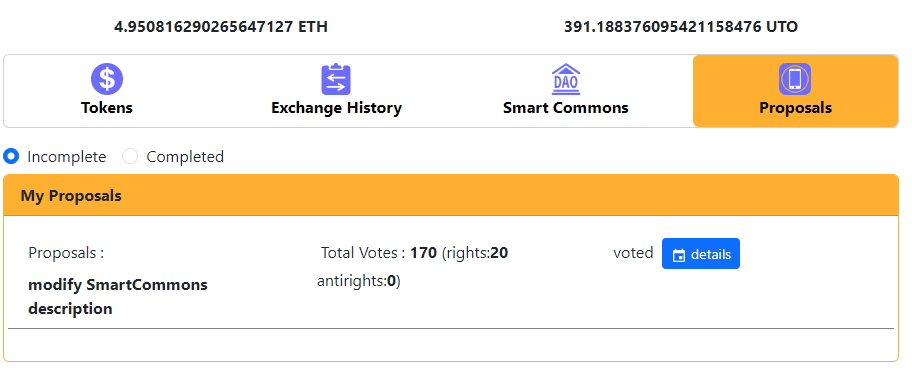 4.950816290265647127 ETH 391.188376095421158476 UTO
$ DAO
Tokens Exchange History Smart Commons Proposals
Incomplete Completed
My Proposals
Proposals : Total Votes : 170 (rights:20 voted details
antirights:0)
modify SmartCommons
description